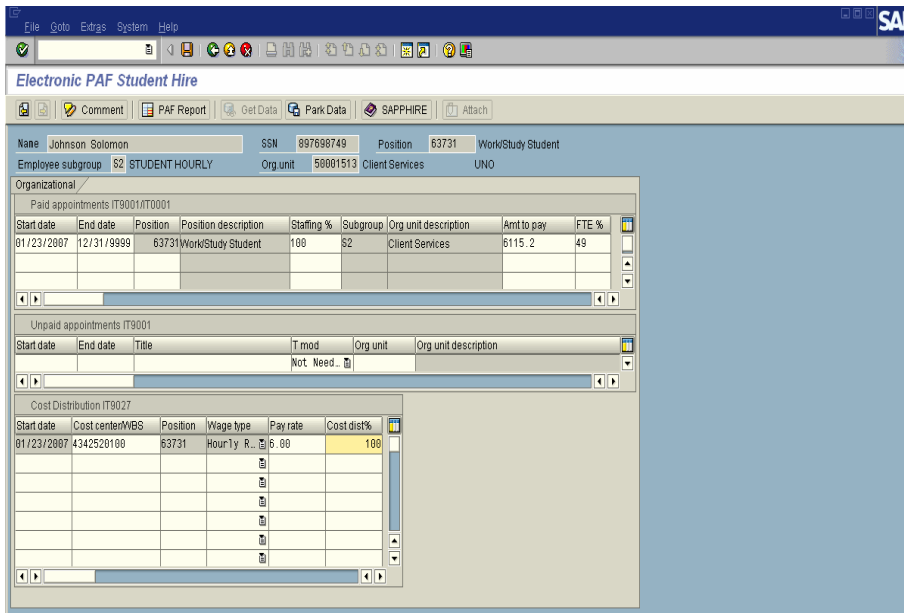 File Goto Extras System Help
SA
Electronic PAF Student Hire
Comment PAF Report Get Data Park Data SAPPHIRE Attach
Name Johnson Solomon SSN 897698749 Position 63731 Work/Study Student
Employee subgroup S2 STUDENT HOURLY Org.unit 50001513 Client Services UNO
Organizational
Paid appointments IT9001/IT0001
Start date End date Position Position description Staffing % Subgroup Org unit description Amt to pay FTE %
01/23/2007 12/31/9999 63731 Work/Study Student 100 S2 Client Services 6115.2 49
Unpaid appointments IT9001
Start date End date Title T mod Org unit Org unit description
Not Need..
Cost Distribution IT9027
Start date Cost center/WBS Position Wage type Pay rate Cost dist%
01/23/2007 4342520100 63731 Hourly R.. 6.00 100